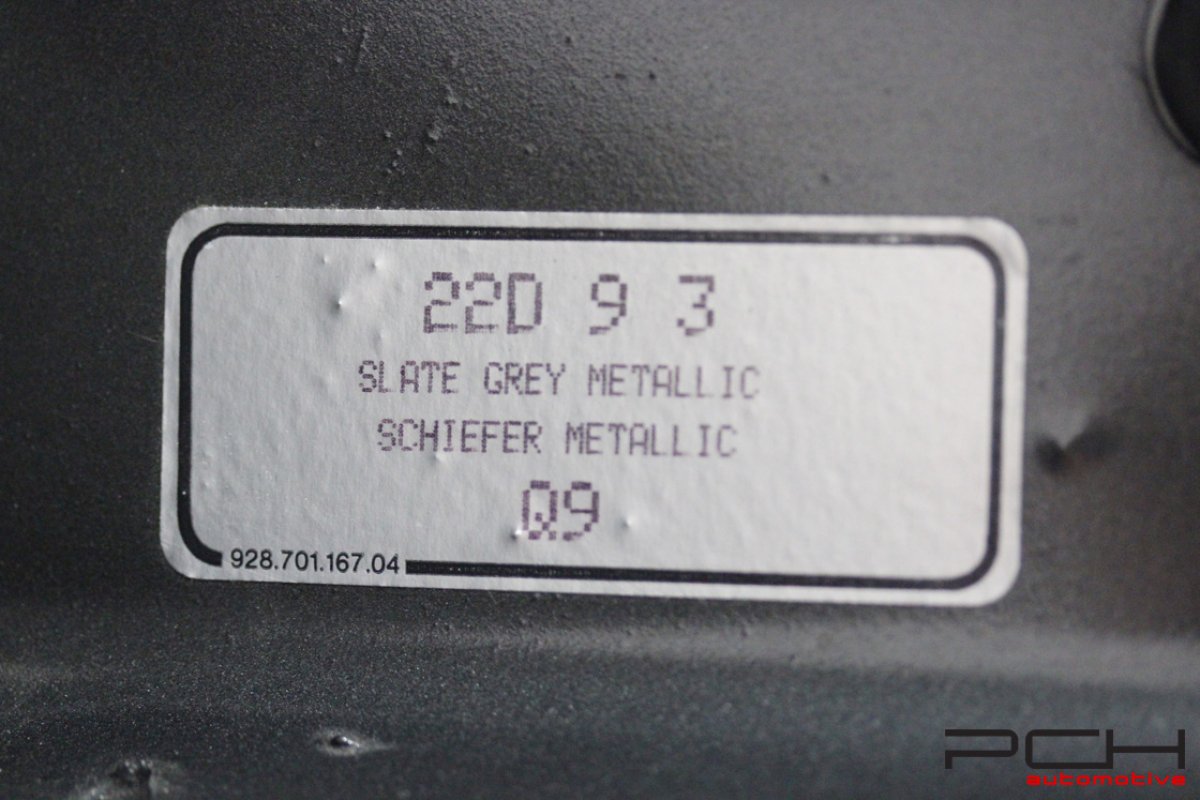 22D 9 3
SLATE GREY METALLIC
SCHIEFER METALLIC
Q9
928.701.167.04
PCH
automotive